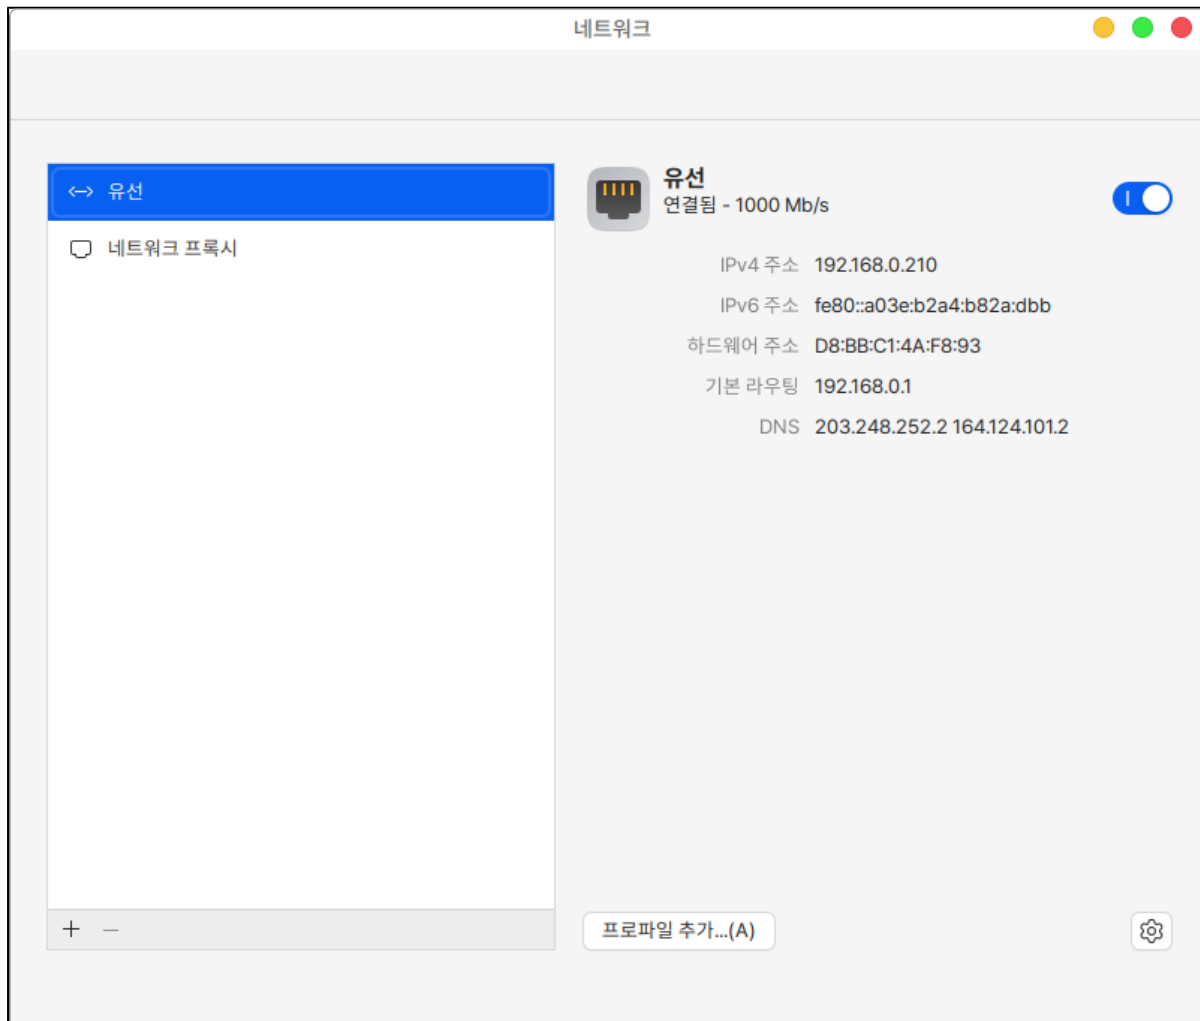 네트워크
유선
네트워크 프록시
유선
연결됨 - 1000 Mb/s
IPv4 주소 192.168.0.210
IPv6 주소 fe80::a03e:b2a4:b82a:dbb
하드웨어 주소 D8:BB:C1:4A:F8:93
기본 라우팅 192.168.0.1
DNS 203.248.252.2 164.124.101.2
프로파일 추가...(A)